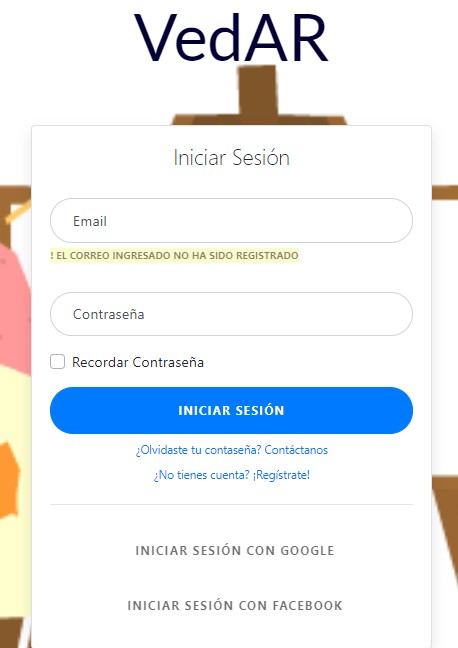 VedAR
Iniciar Sesión
Email
! EL CORREO INGRESADO NO HA SIDO REGISTRADO
Contraseña
Recordar Contraseña
INICIAR SESIÓN
¿Olvidaste tu contaseña? Contáctanos
¿No tienes cuenta? ¡Regístrate!
INICIAR SESIÓN CON GOOGLE
INICIAR SESIÓN CON FACEBOOK